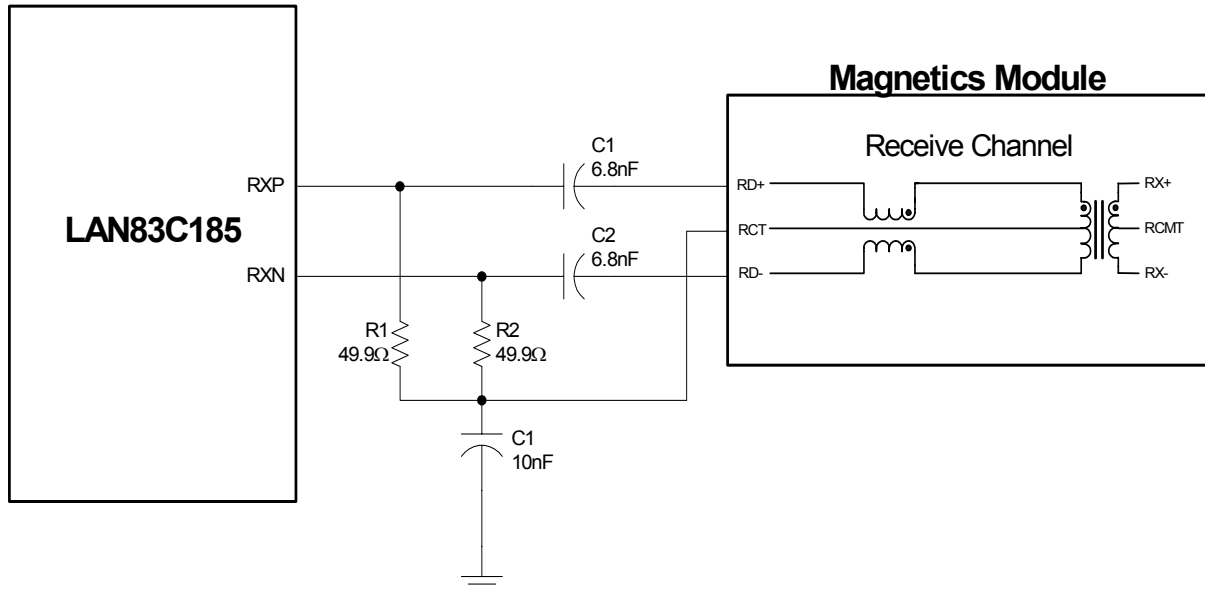 Magnetics Module
Receive Channel
C1
6.8nF
RXP
RD+
RX+
LAN83C185
RCT
RCMT
C2
6.8nF
RXN
RD-
RX-
R1
49.9Ω
R2
49.9Ω
C1
10nF